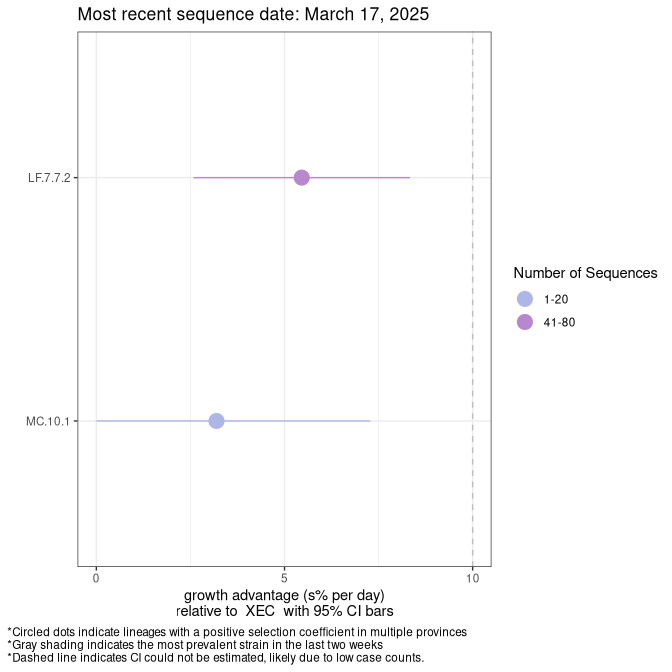 Most recent sequence date: March 17, 2025
LF.7.7.2
MC.10.1
0 5 10
growth advantage (s% per day)
relative to XEC with 95% CI bars
Number of Sequences
1-20
41-80
*Circled dots indicate lineages with a positive selection coefficient in multiple provinces
*Gray shading indicates the most prevalent strain in the last two weeks
*Dashed line indicates CI could not be estimated, likely due to low case counts.